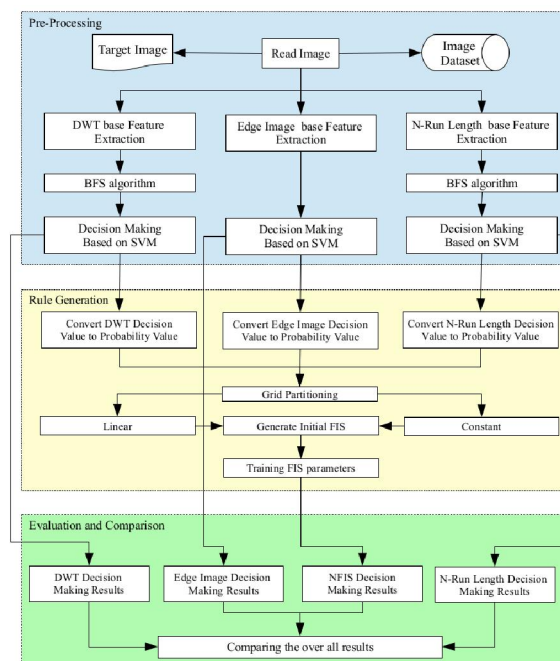 Pre-Processing
Target Image
Read Image
Image
Dataset
DWT base Feature
Extraction
Edge Image base Feature
Extraction
N-Run Length base Feature
Extraction
BFS algorithm
BFS algorithm
Decision Making
Based on SVM
Decision Making
Based on SVM
Decision Making
Based on SVM
Rule Generation
Convert DWT Decision
Value to Probability Value
Convert Edge Image Decision
Value to Probability Value
Convert N-Run Length Decision
Value to Probability Value
Grid Partitioning
Linear
Generate Initial FIS
Constant
Training FIS parameters
Evaluation and Comparison
DWT Decision
Making Results
Edge Image Decision
Making Results
NFIS Decision
Making Results
N-Run Length Decision
Making Results
Comparing the over all results